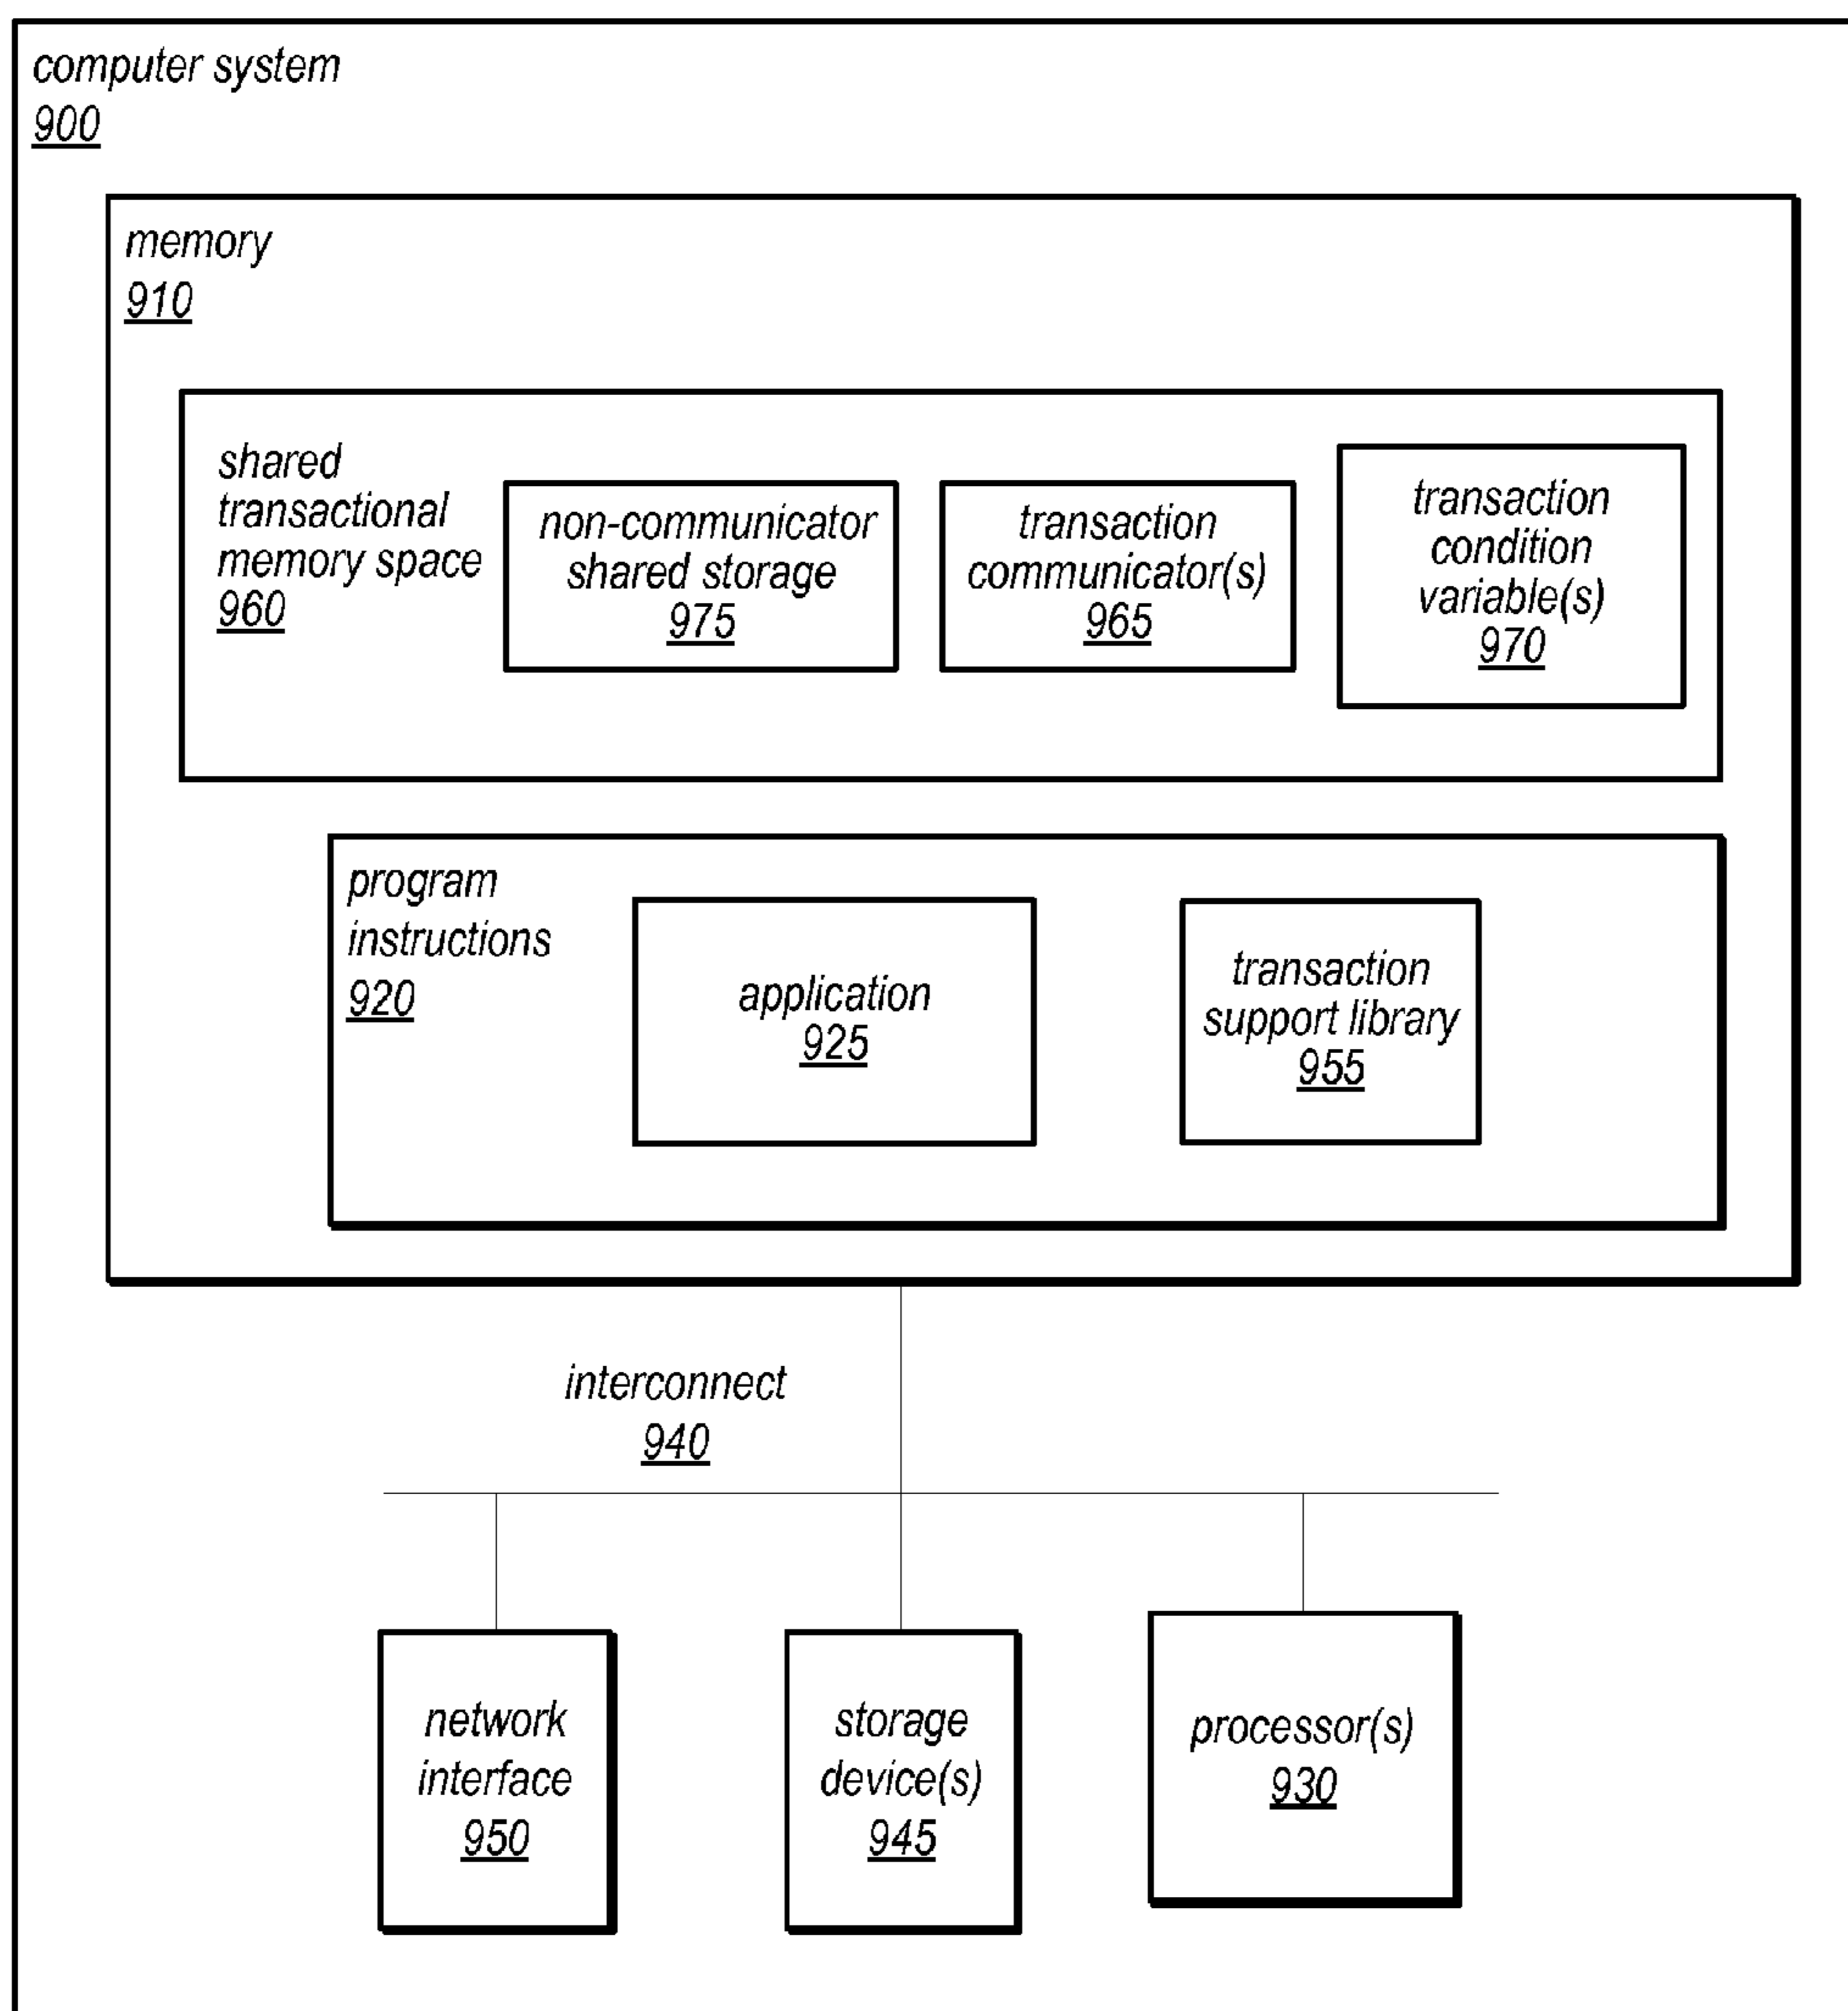 computer system
900
memory
910
shared
transactional
memory space
960
non-communicator
shared storage
975
transaction
communicator(s)
965
transaction
condition
variable(s)
970
program
instructions
920
application
925
transaction
support library
955
interconnect
940
network
interface
950
storage
device(s)
945
processor(s)
930